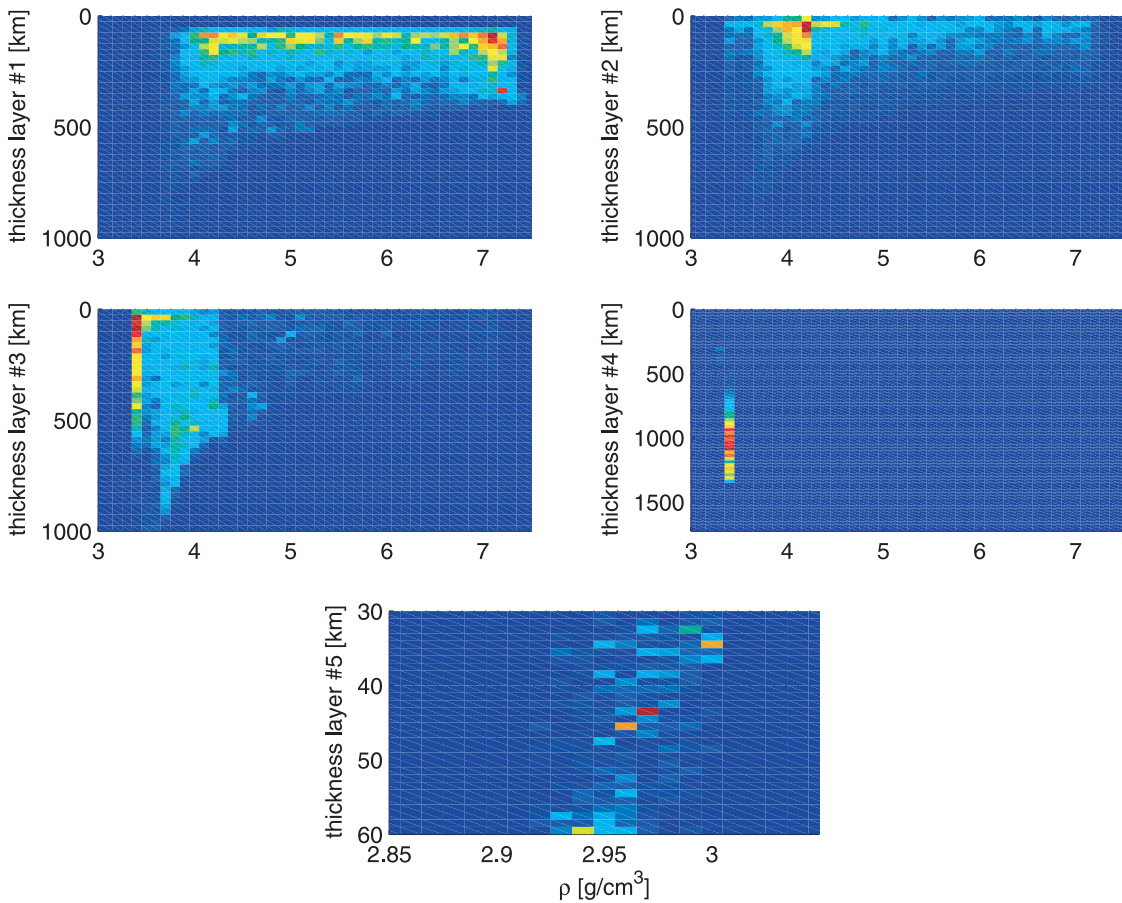 thickness layer #1 [km]
0
500
1000
3 4 5 6 7
thickness layer #2 [km]
0
500
1000
3 4 5 6 7
thickness layer #3 [km]
0
500
1000
3 4 5 6 7
thickness layer #4 [km]
0
500
1000
1500
3 4 5 6 7
thickness layer #5 [km]
30
40
50
60
2.85 2.9 2.95 3
ρ [g/cm³]